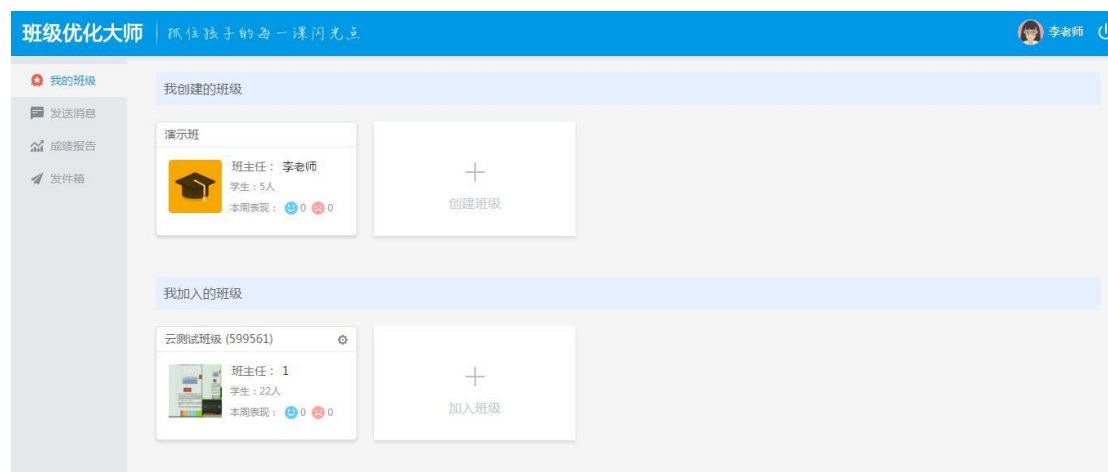 班级优化大师 抓住孩子的每一课闪光点 李老师
我的班级
发送消息
成绩报告
发件箱
我创建的班级
演示班
班主任： 李老师
学生：5人
本周表现： 0 0
创建班级
我加入的班级
云测试班级 (599561)
班主任： 1
学生：22人
本周表现： 0 0
加入班级